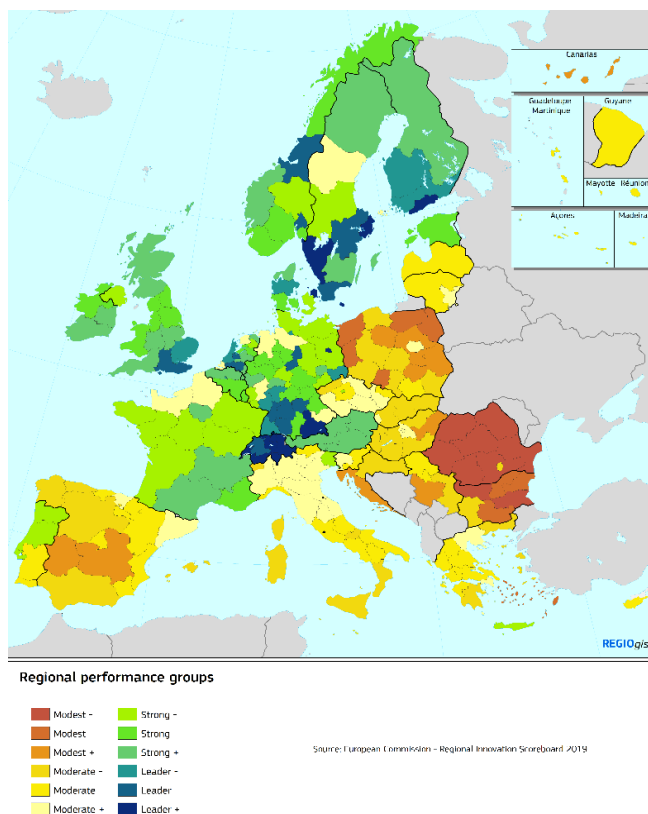 Canarias
Guadeloupe
Martinique
Guyane
Mayotte
Réunion
Açores
Madeira
REGIOgis
Regional performance groups
Modest -
Modest
Modest +
Moderate -
Moderate
Moderate +
Strong -
Strong
Strong +
Leader -
Leader
Leader +
Source: European Commission - Regional Innovation Scoreboard 2019